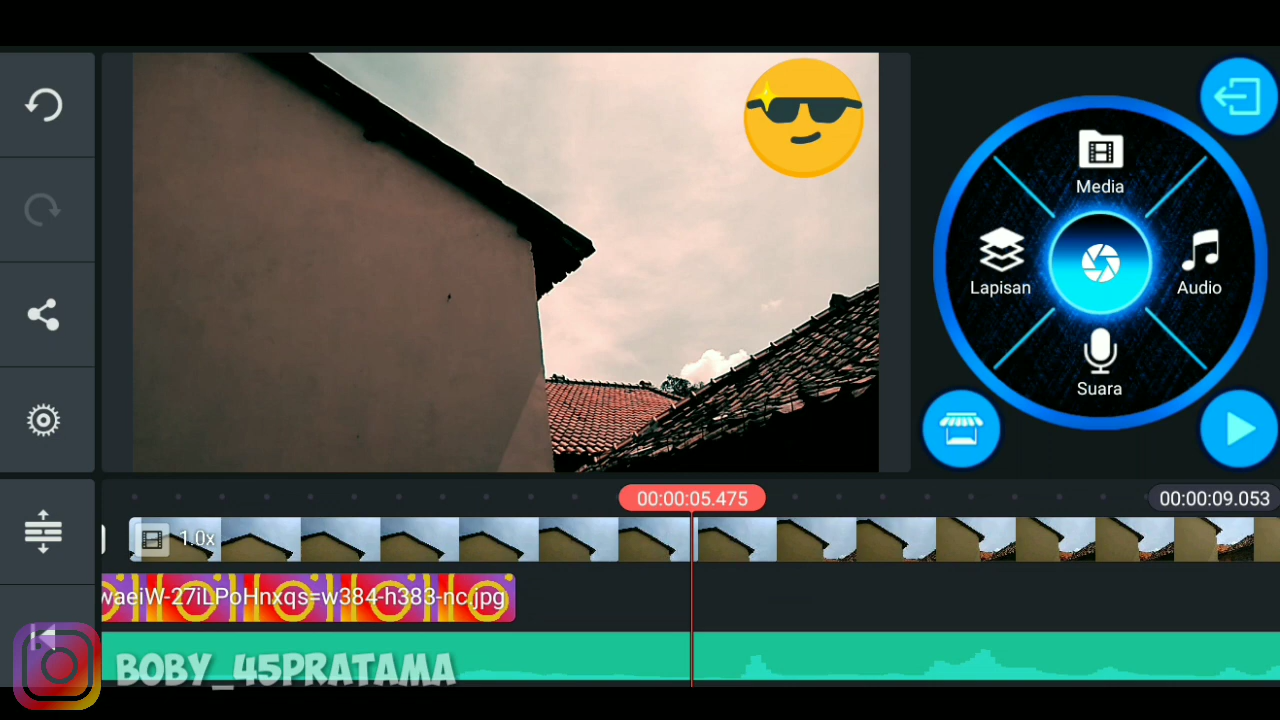 Media
Lapisan
Audio
Suara
00:00:05.475
00:00:09.053
1.0x
waeiW-27iLPoHnxqs=w384-h383-nc.jpg
BOBY_45PRATAMA